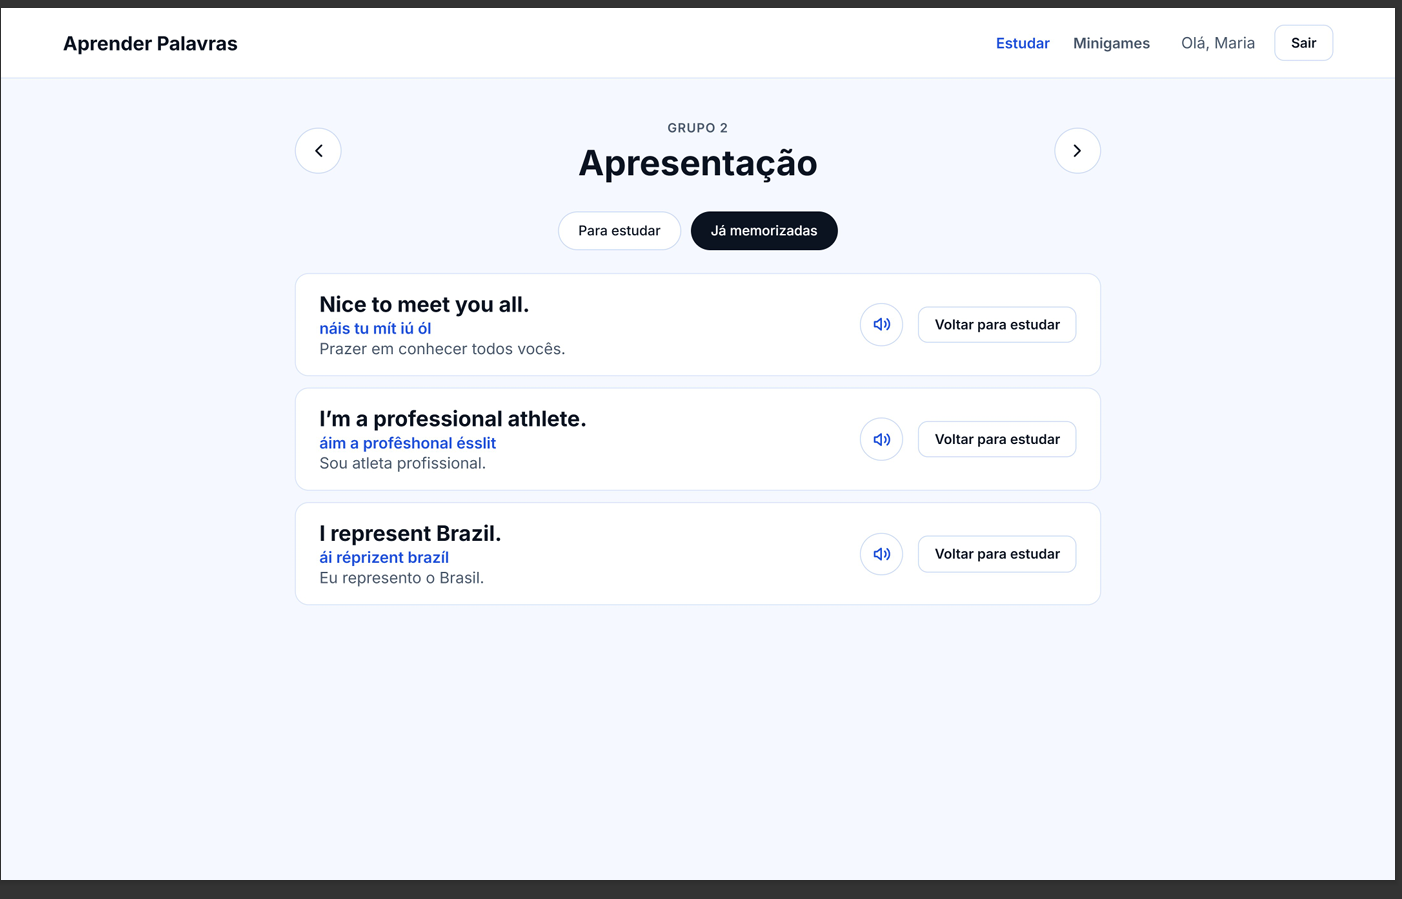 Aprender Palavras
Estudar
Minigames
Olá, Maria
Sair
GRUPO 2
Apresentação
Para estudar
Já memorizadas
Nice to meet you all.
náis tu mít iú ól
Prazer em conhecer todos vocês.
Voltar para estudar
I’m a professional athlete.
áim a profêshonal ésslit
Sou atleta profissional.
Voltar para estudar
I represent Brazil.
ái réprizent brazíl
Eu represento o Brasil.
Voltar para estudar